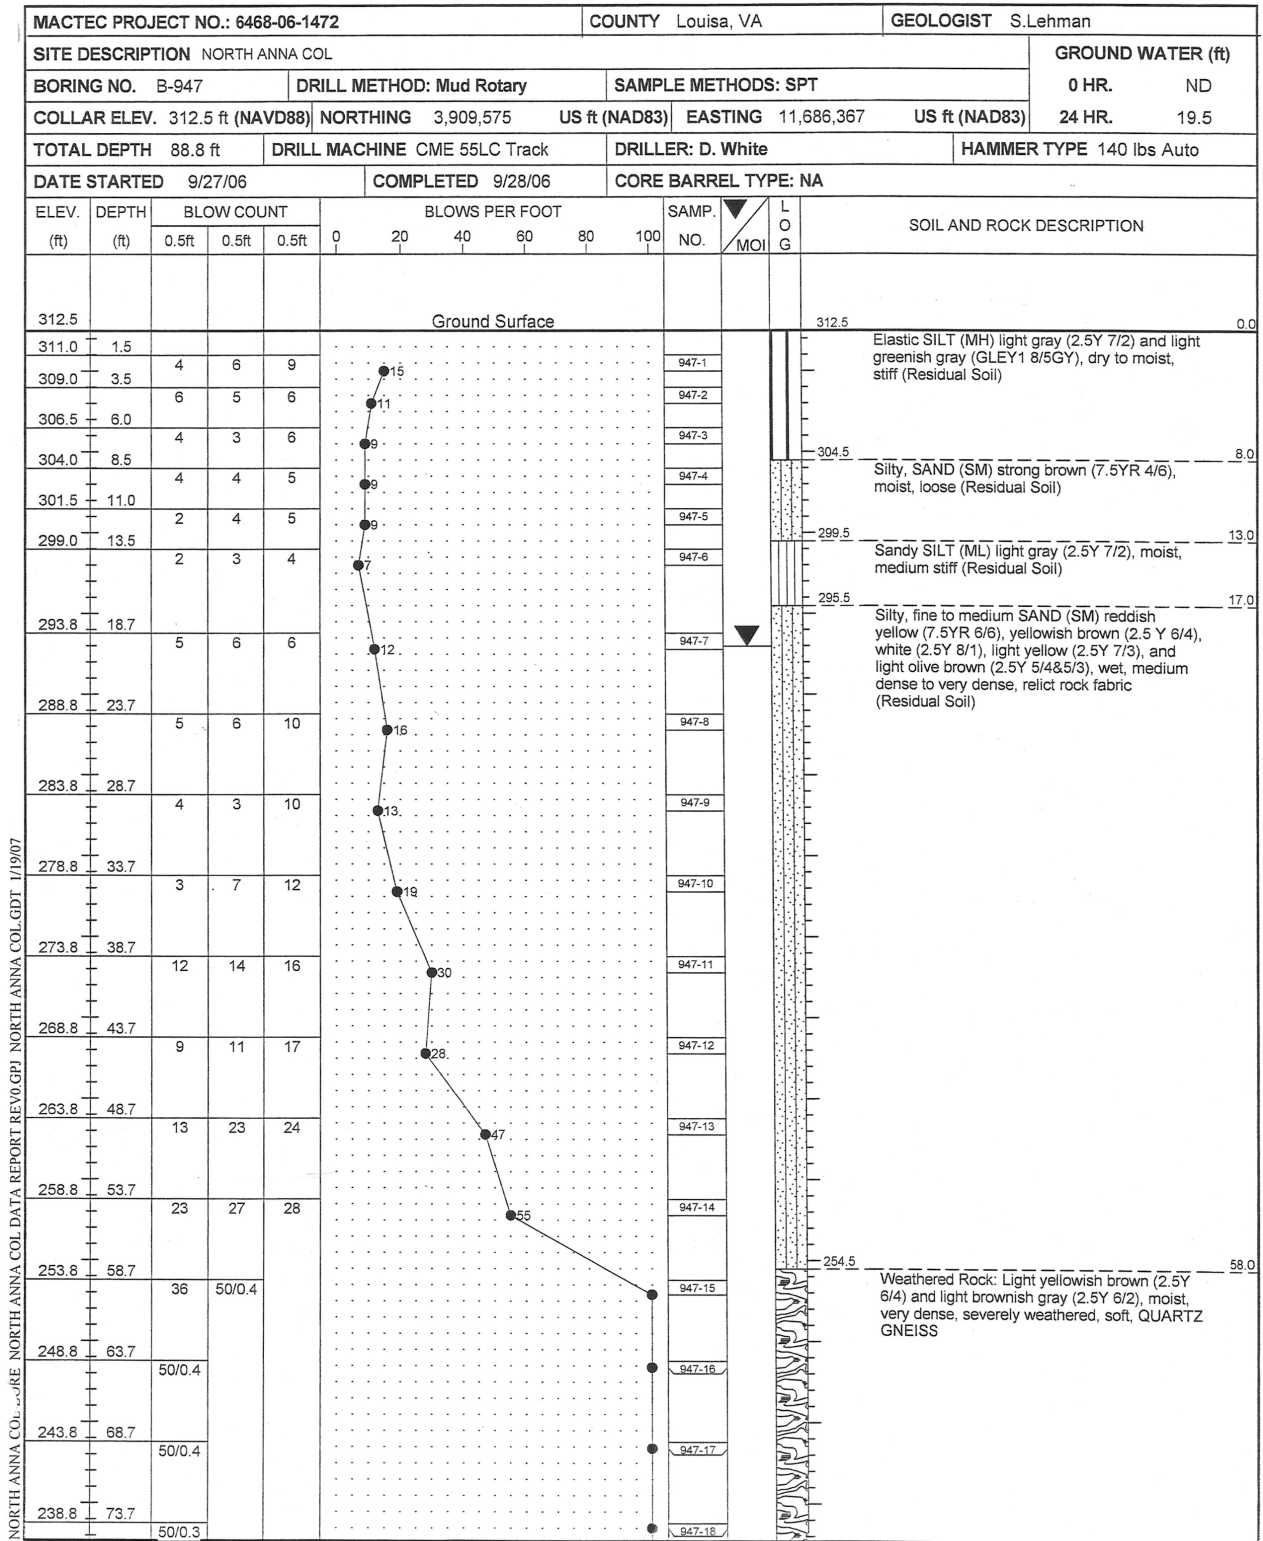 MACTEC PROJECT NO.: 6468-06-1472 COUNTY Louisa, VA GEOLOGIST S.Lehman
SITE DESCRIPTION NORTH ANNA COL GROUND WATER (ft)
BORING NO. B-947 DRILL METHOD: Mud Rotary SAMPLE METHODS: SPT 0 HR. ND
COLLAR ELEV. 312.5 ft (NAVD88) NORTHING 3,909,575 US ft (NAD83) EASTING 11,686,367 US ft (NAD83) 24 HR. 19.5
TOTAL DEPTH 88.8 ft DRILL MACHINE CME 55LC Track DRILLER: D. White HAMMER TYPE 140 lbs Auto
DATE STARTED 9/27/06 COMPLETED 9/28/06 CORE BARREL TYPE: NA
ELEV. DEPTH BLOW COUNT BLOWS PER FOOT SAMP. L
O SOIL AND ROCK DESCRIPTION
(ft) (ft) 0.5ft 0.5ft 0.5ft 0 20 40 60 80 100 NO. MOI G
312.5 Ground Surface 312.5 0.0
311.0 1.5 Elastic SILT (MH) light gray (2.5Y 7/2) and light
4 6 9 15 947-1 greenish gray (GLEY1 8/5GY), dry to moist,
309.0 3.5 stiff (Residual Soil)
6 5 6 11 947-2
306.5 6.0
4 3 6 9 947-3
304.0 8.5 304.5 8.0
4 4 5 9 947-4 Silty, SAND (SM) strong brown (7.5YR 4/6),
301.5 11.0 moist, loose (Residual Soil)
2 4 5 9 947-5
299.0 13.5 299.5 13.0
2 3 4 7 947-6 Sandy SILT (ML) light gray (2.5Y 7/2), moist,
medium stiff (Residual Soil)
295.5 17.0
293.8 18.7 Silty, fine to medium SAND (SM) reddish
5 6 6 12 947-7 yellow (7.5YR 6/6), yellowish brown (2.5 Y 6/4),
white (2.5Y 8/1), light yellow (2.5Y 7/3), and
light olive brown (2.5Y 5/4&5/3), wet, medium
dense to very dense, relict rock fabric
288.8 23.7 (Residual Soil)
5 6 10 16 947-8
283.8 28.7
4 3 10 13 947-9
278.8 33.7
3 7 12 19 947-10
273.8 38.7
12 14 16 30 947-11
268.8 43.7
9 11 17 28 947-12
263.8 48.7
13 23 24 47 947-13
258.8 53.7
23 27 28 55 947-14
254.5 58.0
253.8 58.7 Weathered Rock: Light yellowish brown (2.5Y
36 50/0.4 947-15 6/4) and light brownish gray (2.5Y 6/2), moist,
very dense, severely weathered, soft, QUARTZ
GNEISS
248.8 63.7
50/0.4 947-16
243.8 68.7
50/0.4 947-17
238.8 73.7
50/0.3 947-18
NORTH ANNA COL NORTH ANNA COL DATA REPORT REV0.GPJ NORTH ANNA COL.GDT 1/19/07